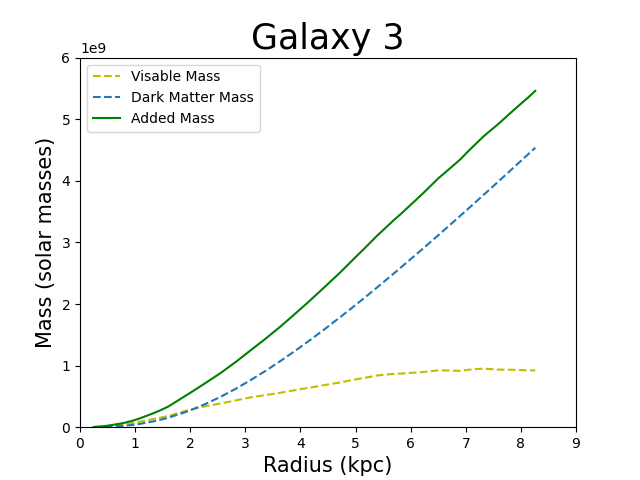 Galaxy 3
1e9
Visable Mass
Dark Matter Mass
Added Mass
6
5
4
3
2
1
0
Mass (solar masses)
0 1 2 3 4 5 6 7 8 9
Radius (kpc)